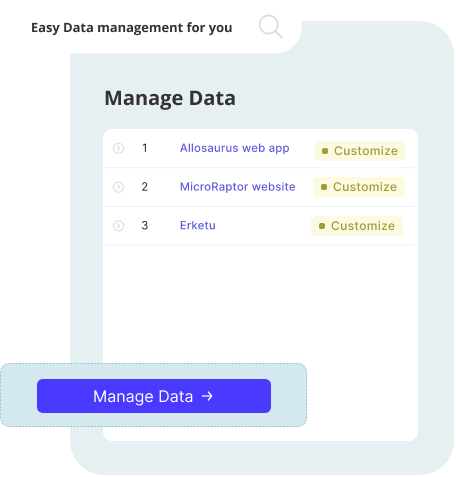 Easy Data management for you
Manage Data
1 Allosaurus web app Customize
2 MicroRaptor website Customize
3 Erketu Customize
Manage Data →